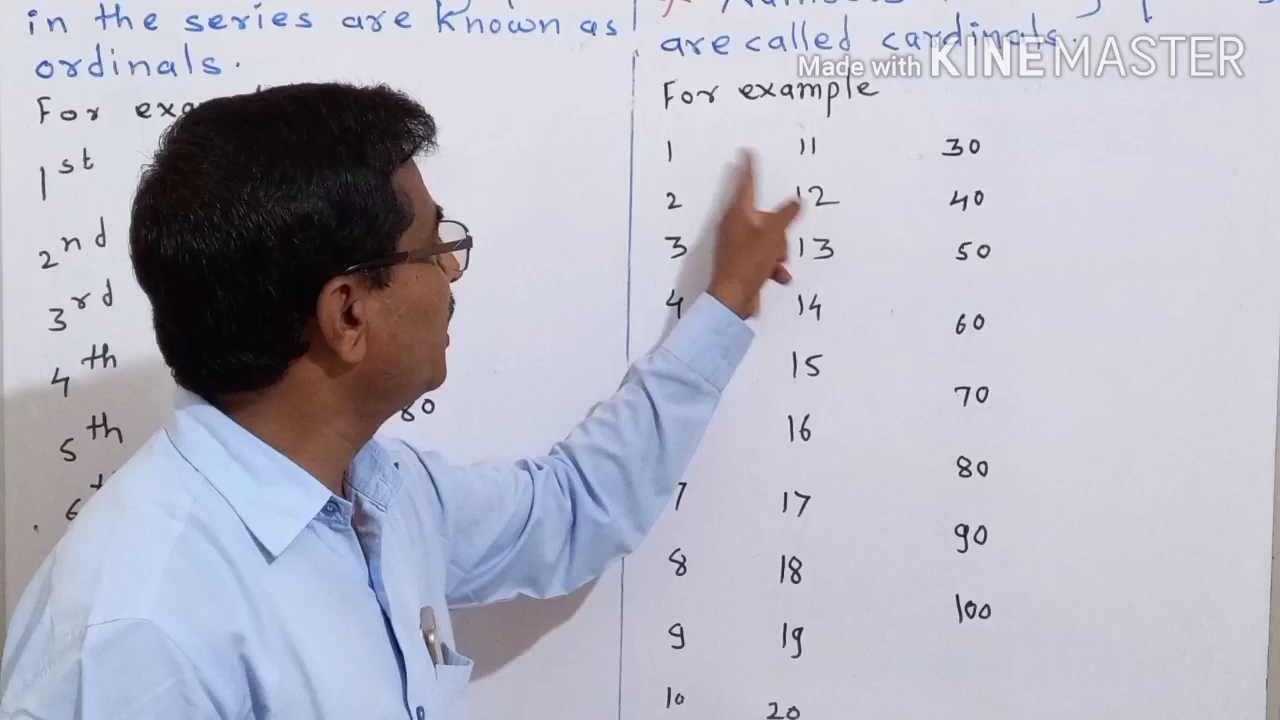 in the series are known as
ordinals.
For
1st
2nd
3rd
4th
5th
6
80
are called cardinals.
Made with KINEMASTER
For example
1 11 30
2 12 40
3 13 50
4 14 60
15 70
16 80
7 17 90
8 18 100
9 19
10 20